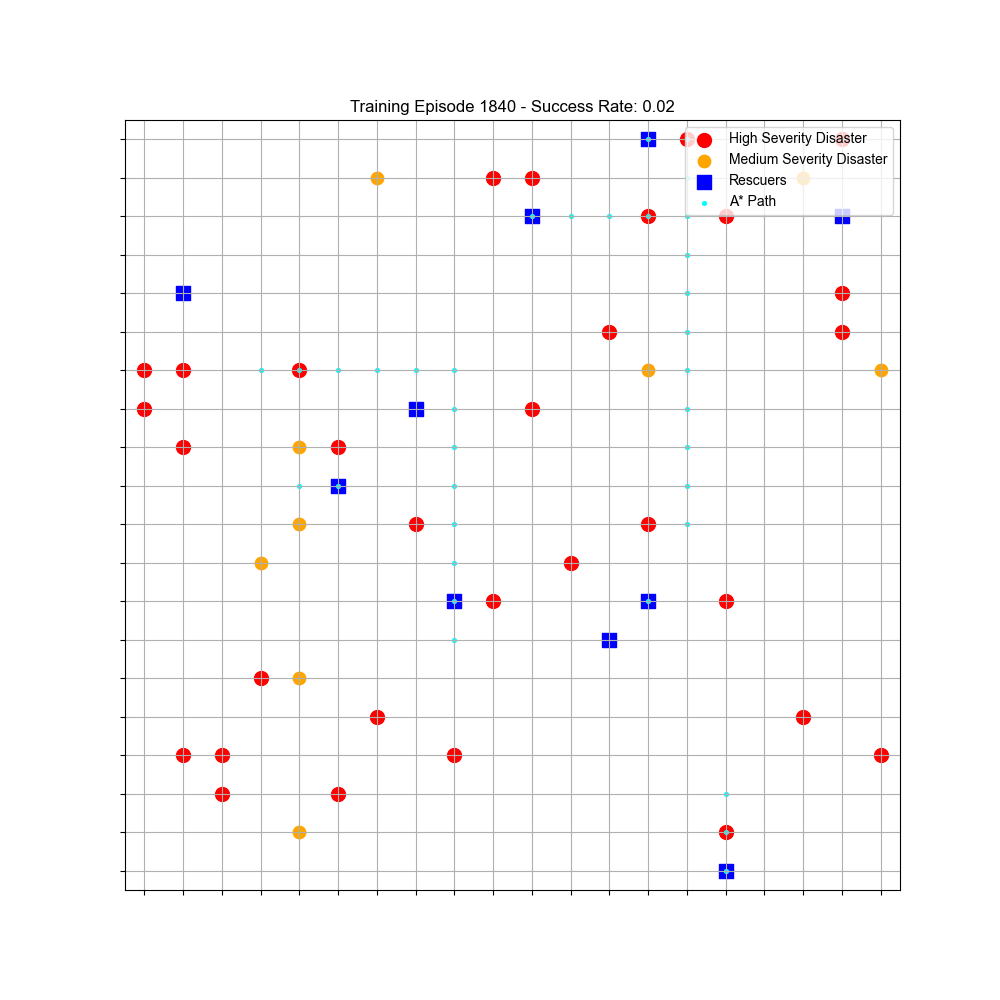 Training Episode 1840 - Success Rate: 0.02
High Severity Disaster
Medium Severity Disaster
Rescuers
A* Path